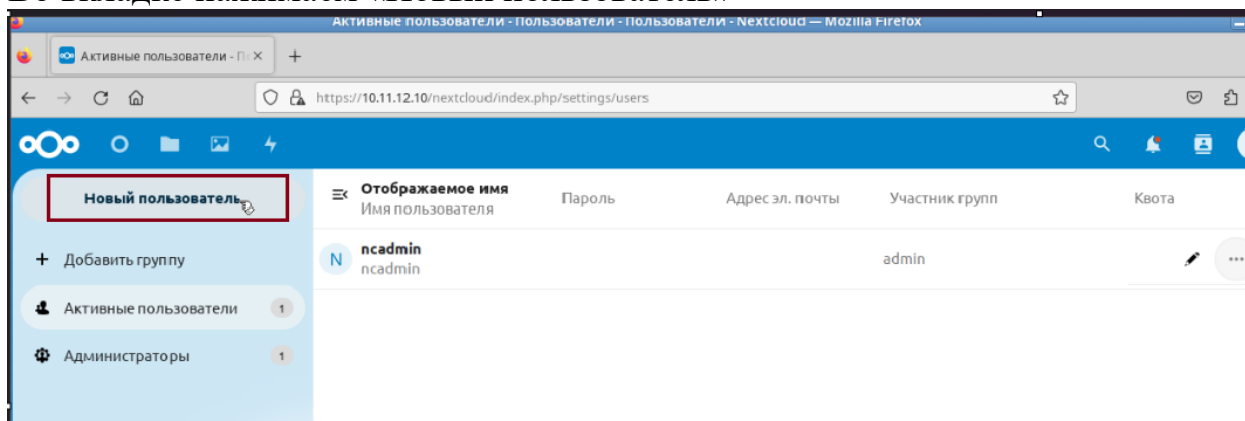 Активные пользователи - Пользователи - Пользователи - Nextcloud — Mozilla Firefox
Активные пользователи - По
https://10.11.12.10/nextcloud/index.php/settings/users
Новый пользователь
Отображаемое имя
Имя пользователя
Пароль
Адрес эл. почты
Участник групп
Квота
Добавить группу
N
ncadmin
ncadmin
admin
Активные пользователи 1
Администраторы 1